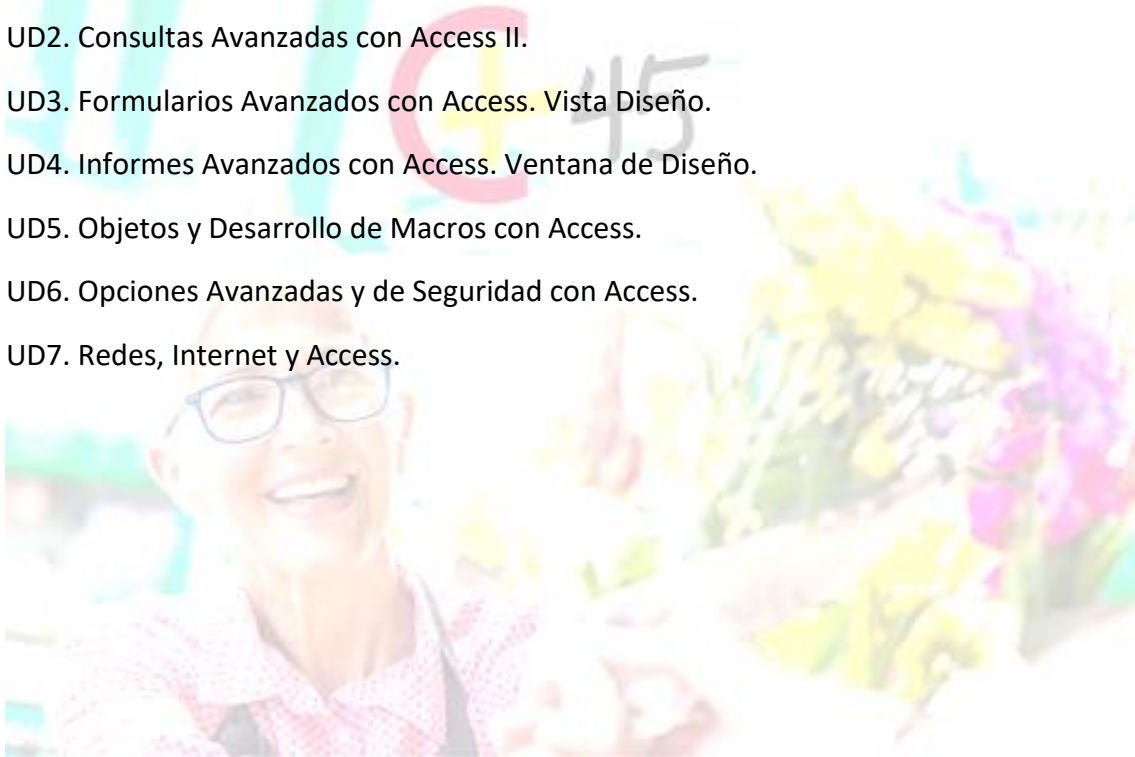 UD2. Consultas Avanzadas con Access II.
+45
UD3. Formularios Avanzados con Access. Vista Diseño.
UD4. Informes Avanzados con Access. Ventana de Diseño.
UD5. Objetos y Desarrollo de Macros con Access.
UD6. Opciones Avanzadas y de Seguridad con Access.
UD7. Redes, Internet y Access.